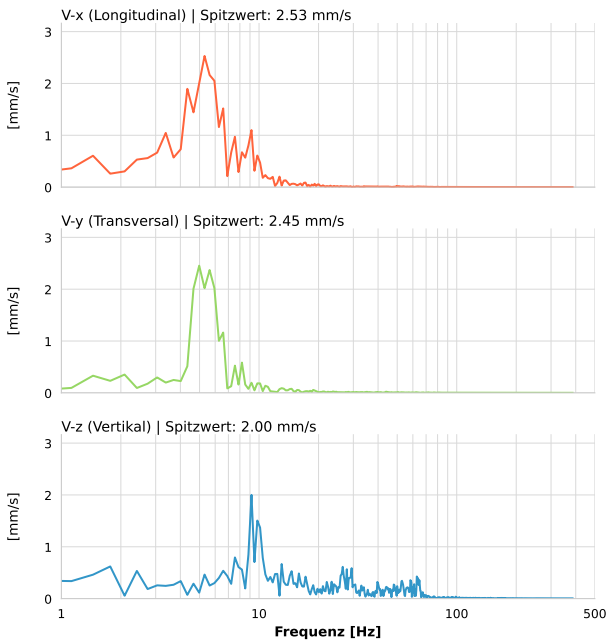 V-x (Longitudinal) | Spitzwert: 2.53 mm/s
3
2
1
0
[mm/s]
V-y (Transversal) | Spitzwert: 2.45 mm/s
3
2
1
0
[mm/s]
V-z (Vertikal) | Spitzwert: 2.00 mm/s
3
2
1
0
[mm/s]
1 10 100 500
Frequenz [Hz]